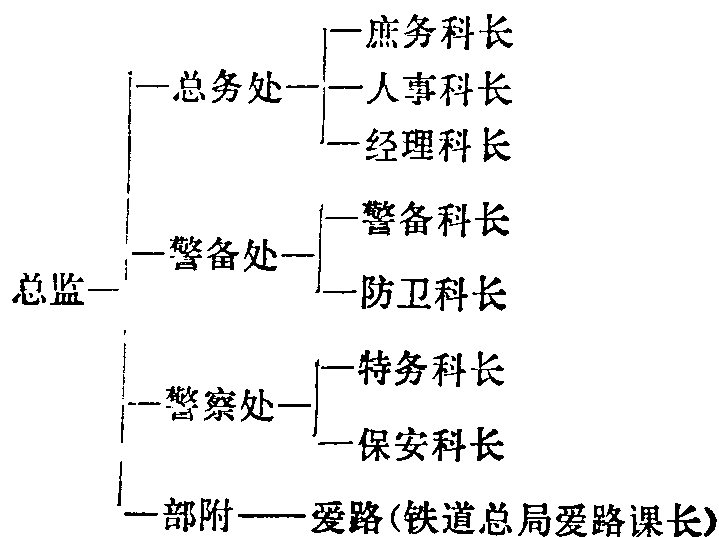 庶务科长
总务处
人事科长
经理科长
警备科长
警备处
总监
防卫科长
特务科长
警察处
保安科长
部附
爱路(铁道总局爱路课长)